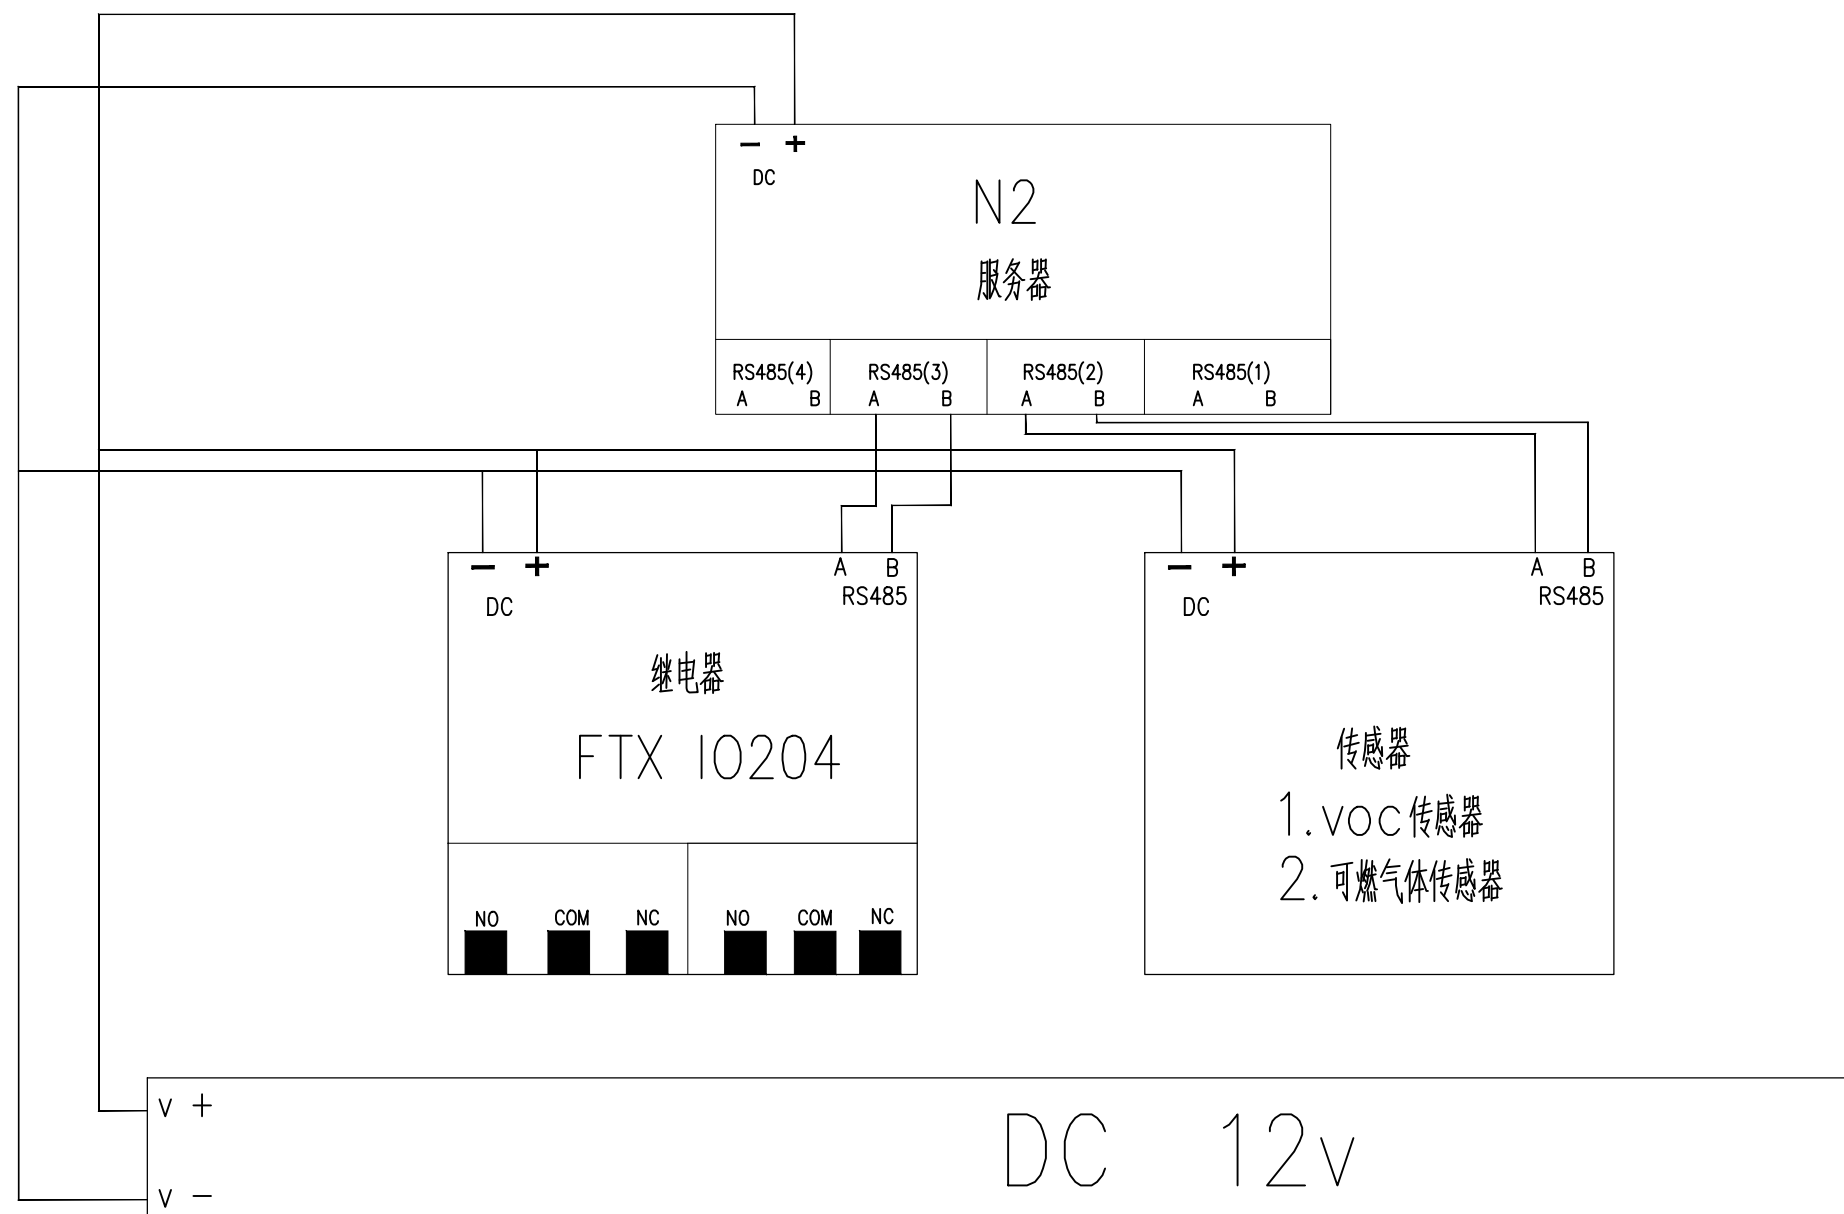 − +
DC
N2
服务器
RS485(4) RS485(3) RS485(2) RS485(1)
A B A B A B A B
− + A B
DC RS485
继电器
FTX IO204
NO COM NC NO COM NC
− + A B
DC RS485
传感器
1.VOC传感器
2.可燃气体传感器
V +
V −
DC 12V